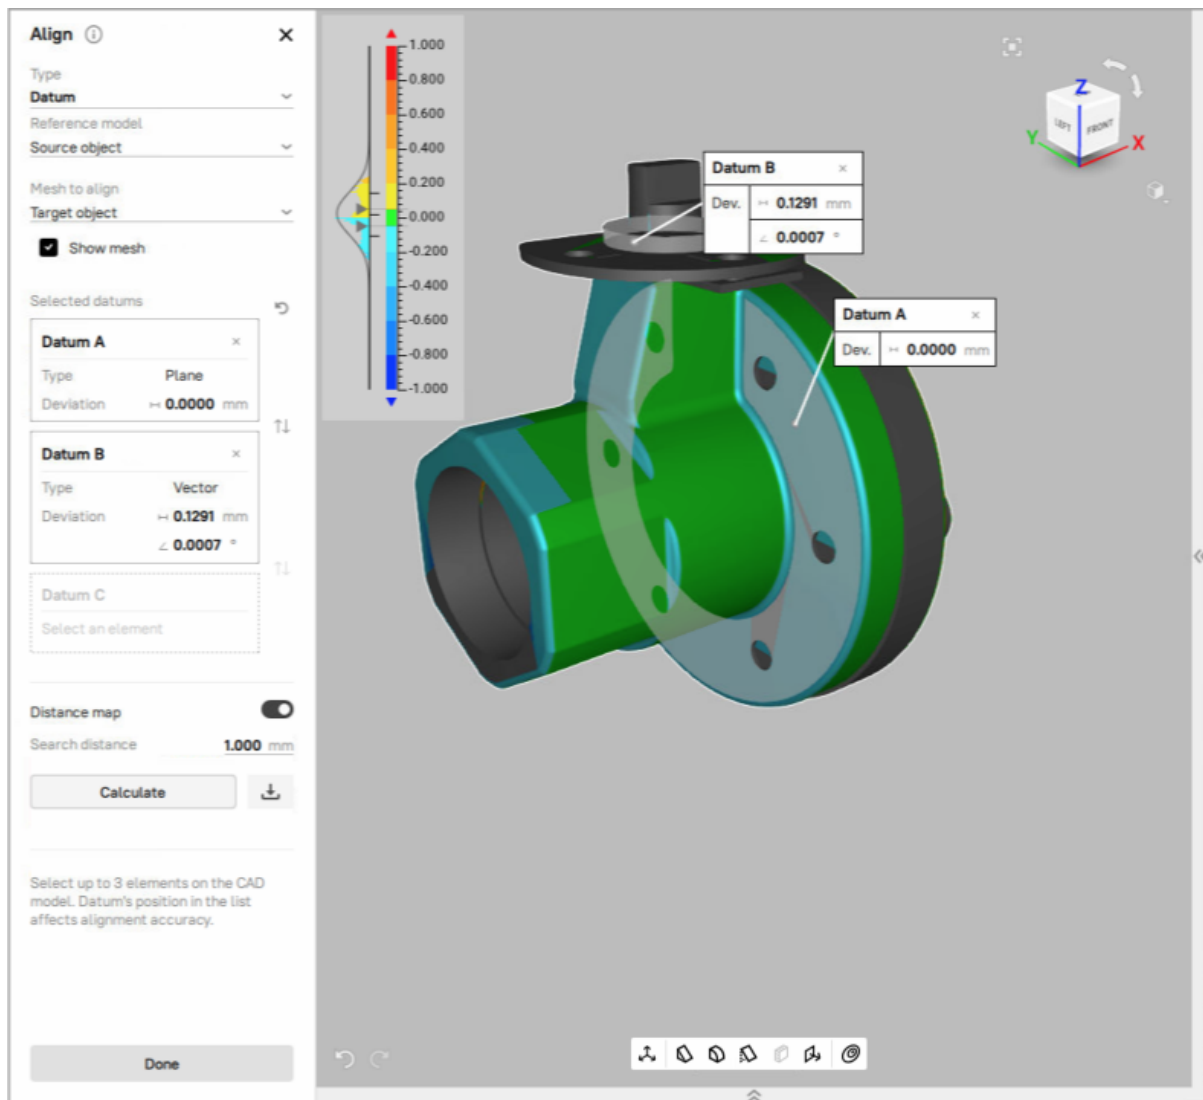 Align
Type
Datum
Reference model
Source object
Mesh to align
Target object
Show mesh
Selected datums
Datum A
Type Plane
Deviation 0.0000 mm
Datum B
Type Vector
Deviation 0.1291 mm
∠ 0.0007 °
Datum C
Select an element
Distance map
Search distance 1.000 mm
Calculate
Select up to 3 elements on the CAD
model. Datum's position in the list
affects alignment accuracy.
Done
1.000
0.800
0.600
0.400
0.200
0.000
-0.200
-0.400
-0.600
-0.800
-1.000
Datum B
Dev. 0.1291 mm
∠ 0.0007 °
Datum A
Dev. 0.0000 mm
Z
LEFT FRONT
Y X